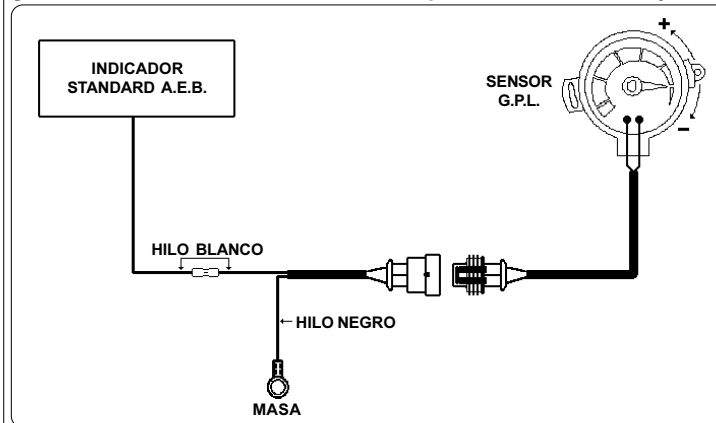 INDICADOR
STANDARD A.E.B.
SENSOR
G.P.L.
+
–
HILO BLANCO
HILO NEGRO
MASA